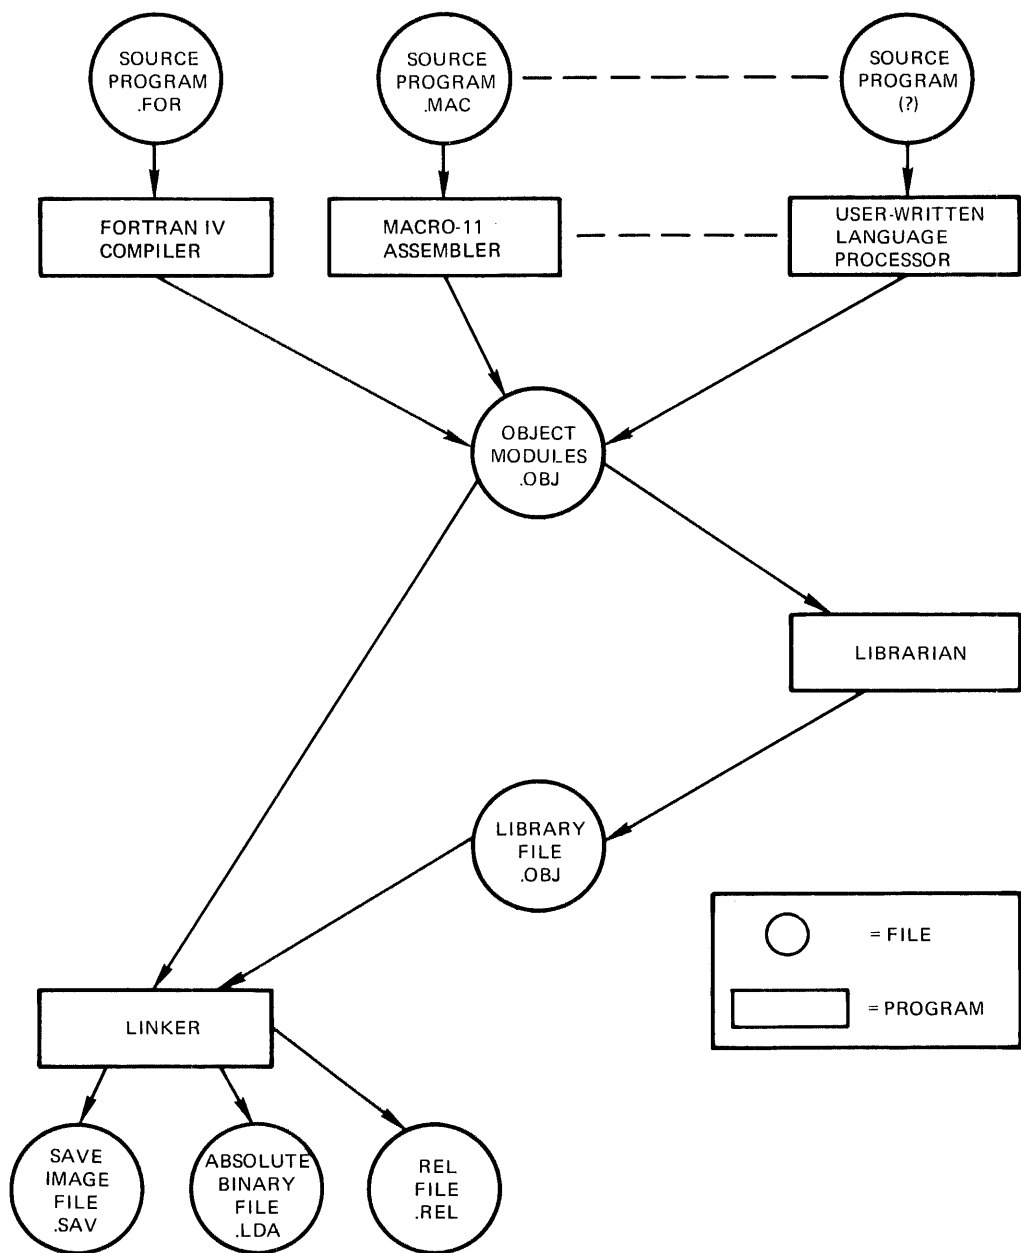 SOURCE
PROGRAM
.FOR
SOURCE
PROGRAM
.MAC
SOURCE
PROGRAM
(?)
FORTRAN IV
COMPILER
MACRO-11
ASSEMBLER
USER-WRITTEN
LANGUAGE
PROCESSOR
OBJECT
MODULES
.OBJ
LIBRARIAN
LIBRARY
FILE
.OBJ
= FILE
= PROGRAM
LINKER
SAVE
IMAGE
FILE
.SAV
ABSOLUTE
BINARY
FILE
.LDA
REL
FILE
.REL